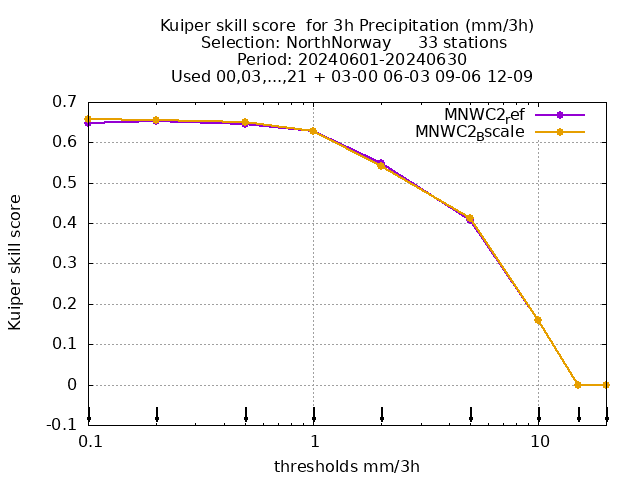 Kuiper skill score  for 3h Precipitation (mm/3h)
Selection: NorthNorway     33 stations
Period: 20240601-20240630
Used 00,03,...,21 + 03-00 06-03 09-06 12-09
MNWC2ref
MNWC2Bscale
0.7
0.6
0.5
0.4
0.3
0.2
0.1
0
-0.1
Kuiper skill score
0.1 1 10
thresholds mm/3h